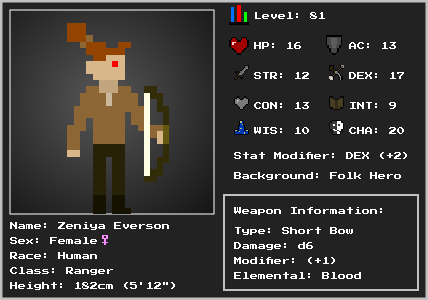 Level: 81
HP: 16 AC: 13
STR: 12 DEX: 17
CON: 13 INT: 9
WIS: 10 CHA: 20
Stat Modifier: DEX (+2)
Background: Folk Hero
Name: Zeniya Everson
Sex: Female♀
Race: Human
Class: Ranger
Height: 182cm (5'12")
Weapon Information:
Type: Short Bow
Damage: d6
Modifier: (+1)
Elemental: Blood